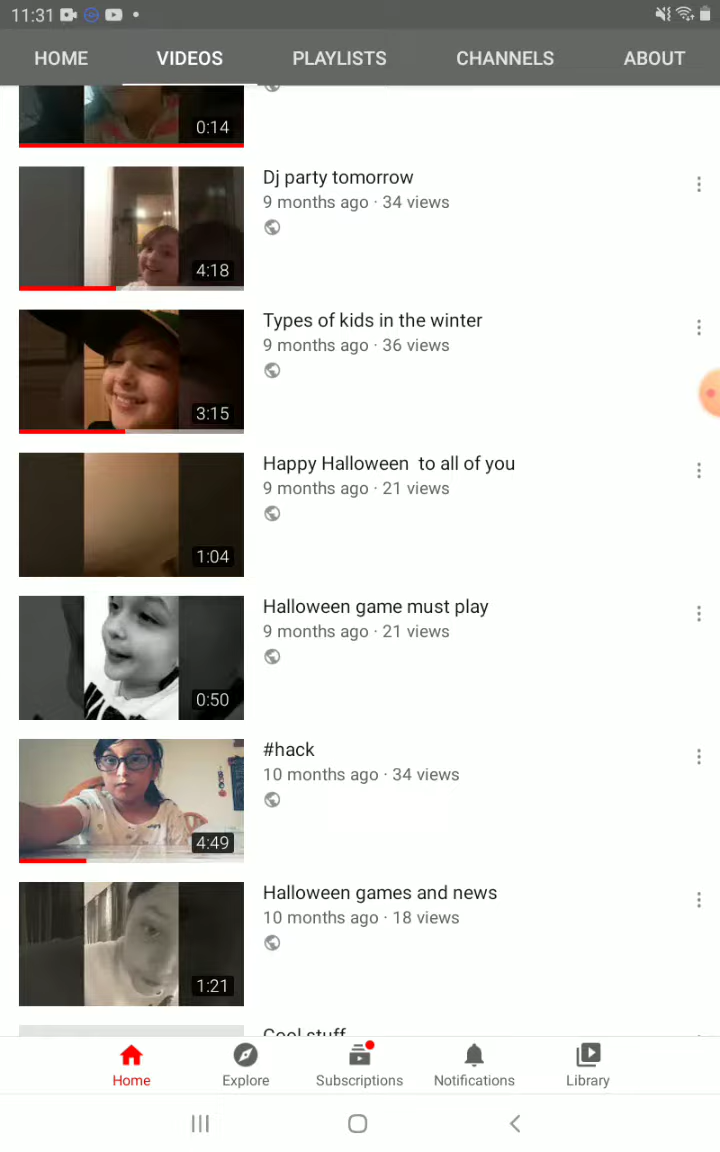 11:31
HOME VIDEOS PLAYLISTS CHANNELS ABOUT
0:14
Dj party tomorrow
9 months ago · 34 views
4:18
Types of kids in the winter
9 months ago · 36 views
3:15
Happy Halloween  to all of you
9 months ago · 21 views
1:04
Halloween game must play
9 months ago · 21 views
0:50
#hack
10 months ago · 34 views
4:49
Halloween games and news
10 months ago · 18 views
1:21
Cool stuff
Home Explore Subscriptions Notifications Library